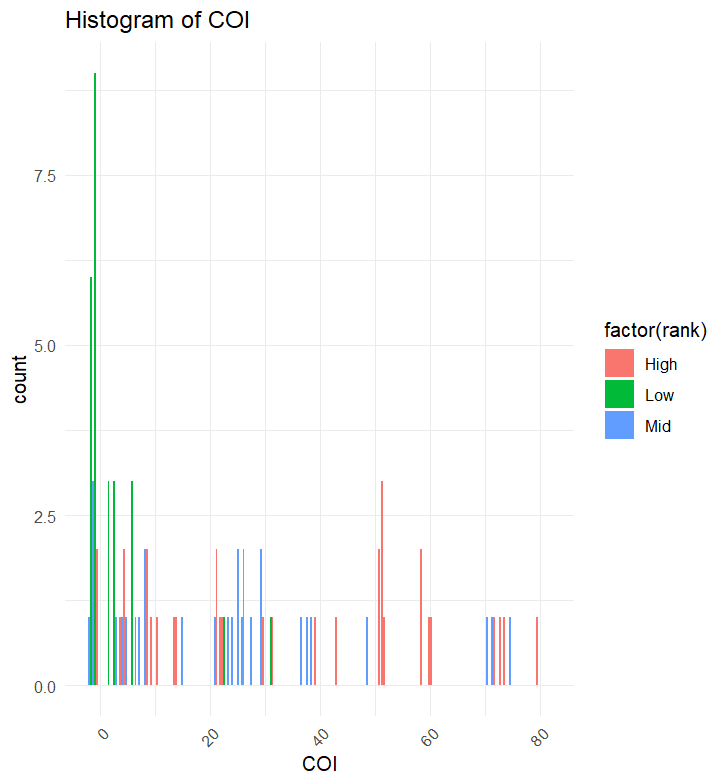 Histogram of COI
count
7.5
5.0
2.5
0.0
0
20
40
60
80
COI
factor(rank)
High
Low
Mid